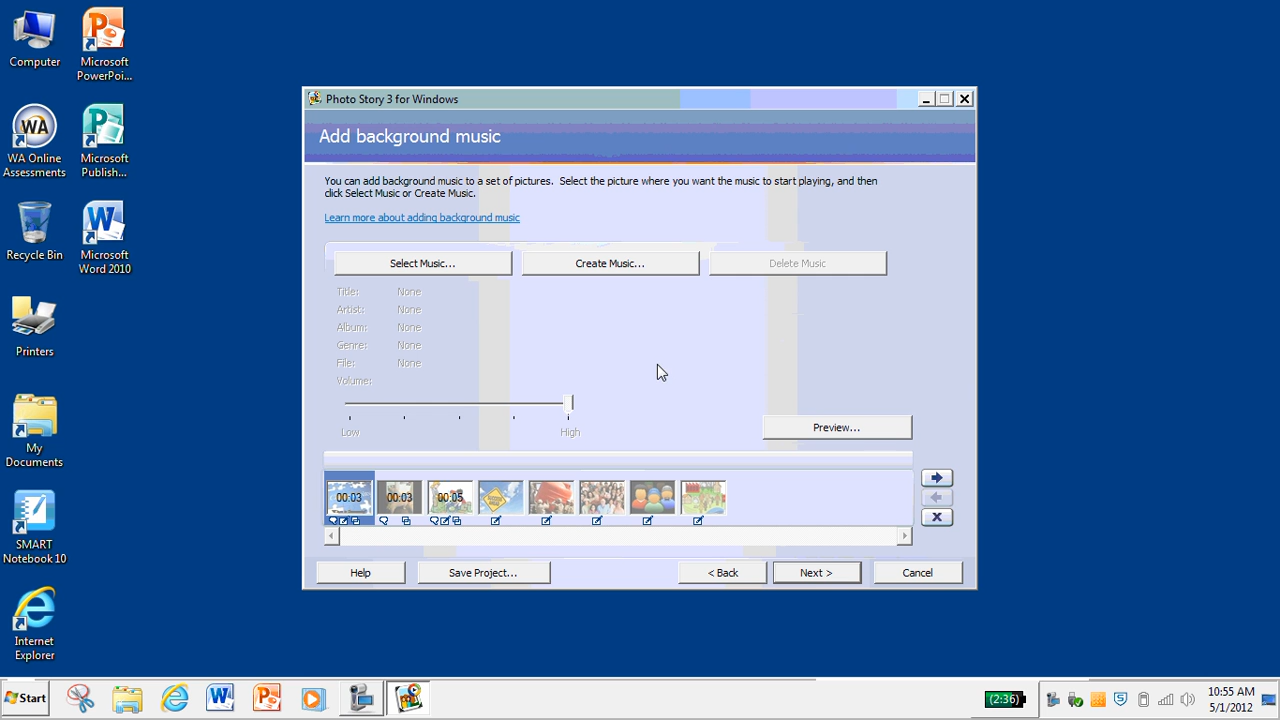 Computer
Microsoft
PowerPoi...
WA
WA Online
Assessments
Microsoft
Publish...
Recycle Bin
Microsoft
Word 2010
Printers
My
Documents
SMART
Notebook 10
Internet
Explorer
Photo Story 3 for Windows
Add background music
You can add background music to a set of pictures. Select the picture where you want the music to start playing, and then
click Select Music or Create Music.
Learn more about adding background music
Select Music...
Create Music...
Delete Music
Title: None
Artist: None
Album: None
Genre: None
File: None
Volume:
Low
High
Preview...
00:03
00:03
00:05
Help
Save Project...
< Back
Next >
Cancel
Start
(2:36)
10:55 AM
5/1/2012